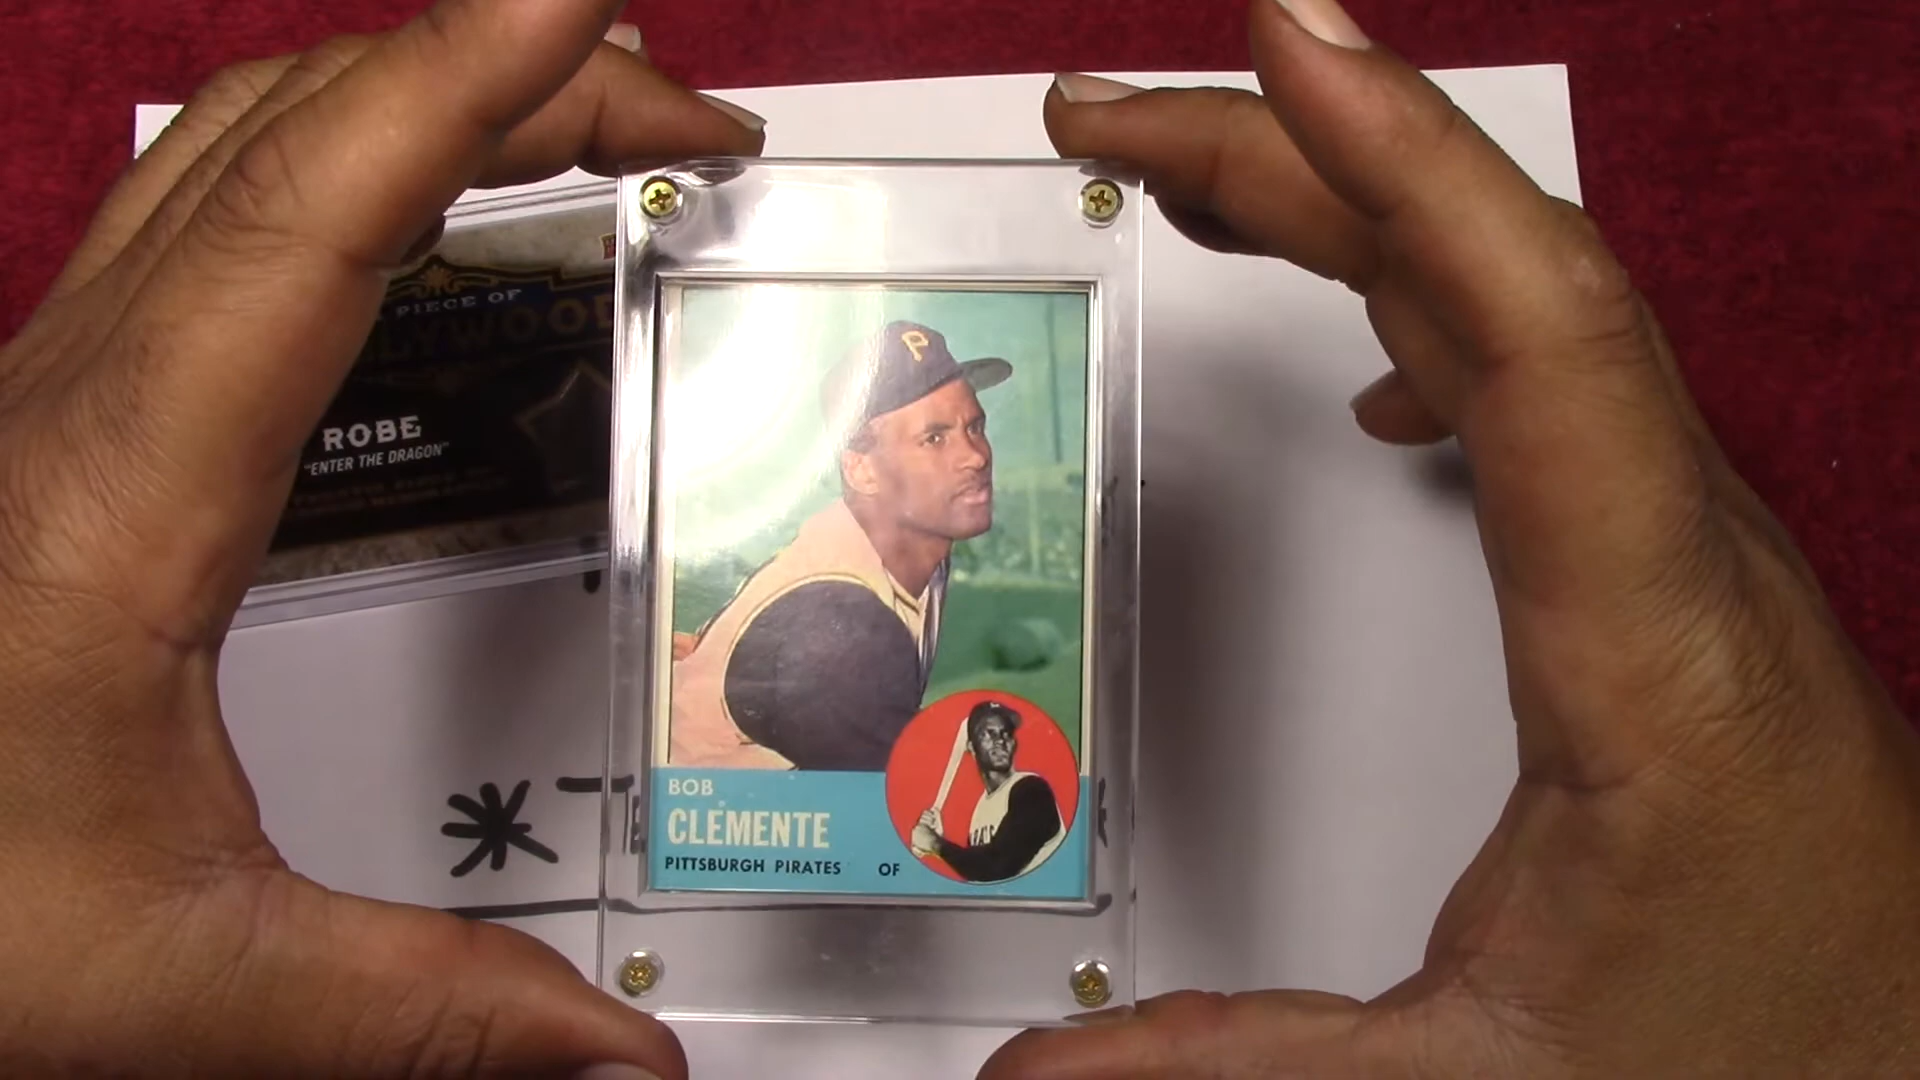 PIECE OF
ROBE
"ENTER THE DRAGON"
P
BOB
CLEMENTE
PITTSBURGH PIRATES OF